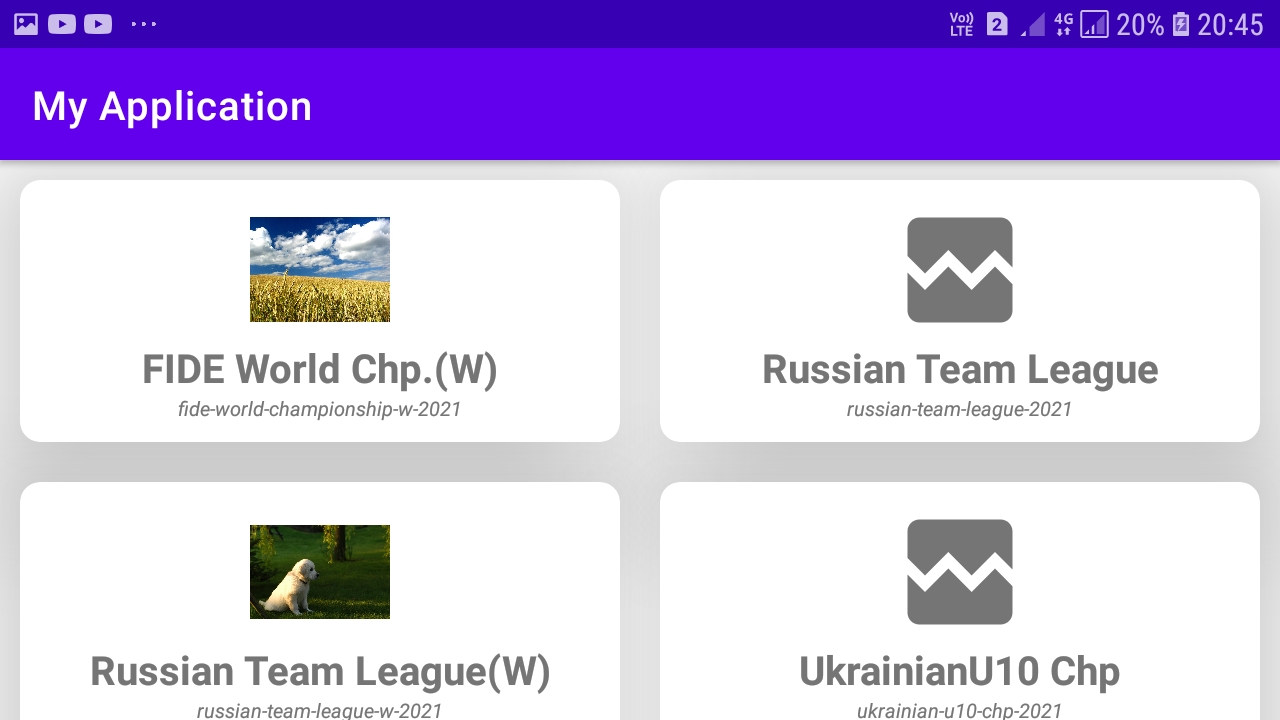 Vo)) LTE 2 4G 20% 20:45
My Application
FIDE World Chp.(W)
fide-world-championship-w-2021
Russian Team League
russian-team-league-2021
Russian Team League(W)
russian-team-league-w-2021
UkrainianU10 Chp
ukrainian-u10-chp-2021